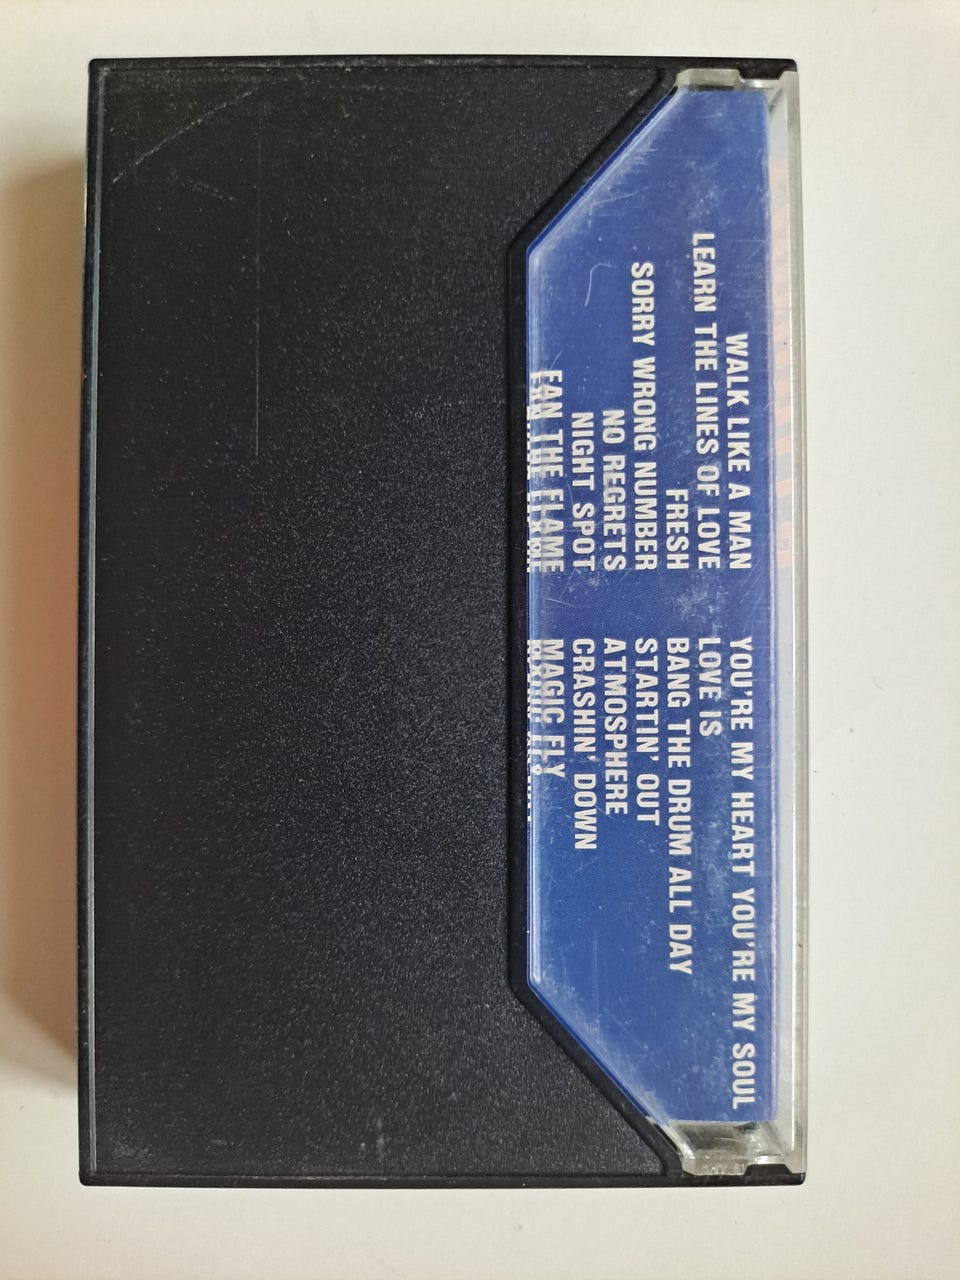 WALK LIKE A MAN
LEARN THE LINES OF LOVE
FRESH
SORRY WRONG NUMBER
NO REGRETS
NIGHT SPOT
FAN THE FLAME
YOU'RE MY HEART YOU'RE MY SOUL
LOVE IS
BANG THE DRUM ALL DAY
STARTIN' OUT
ATMOSPHERE
CRASHIN' DOWN
MAGIC FLY